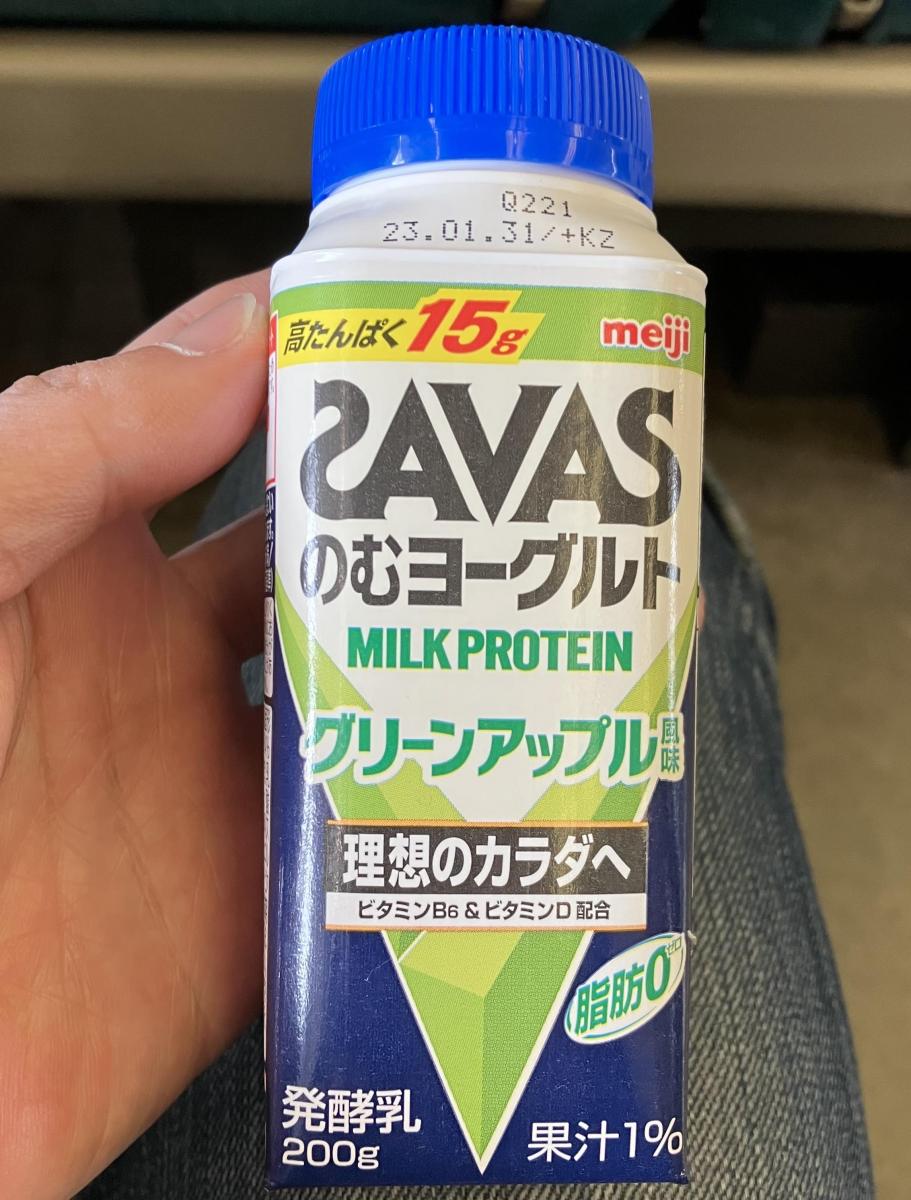 Q221
23.01.31/+KZ
高たんぱく15g
meiji
SAVAS
のむヨーグルト
MILK PROTEIN
グリーンアップル風味
理想のカラダへ
ビタミンB6 & ビタミンD 配合
脂肪0ゼロ
発酵乳
200g
果汁1%